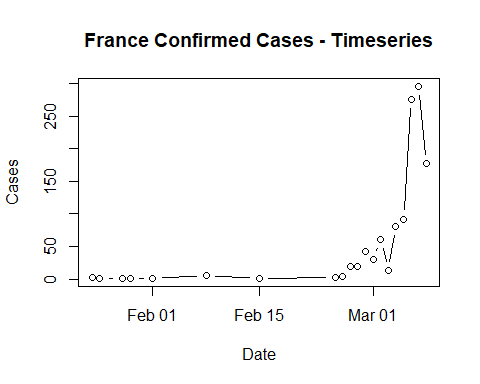 France Confirmed Cases - Timeseries
Cases
250
150
50
0
Feb 01 Feb 15 Mar 01
Date